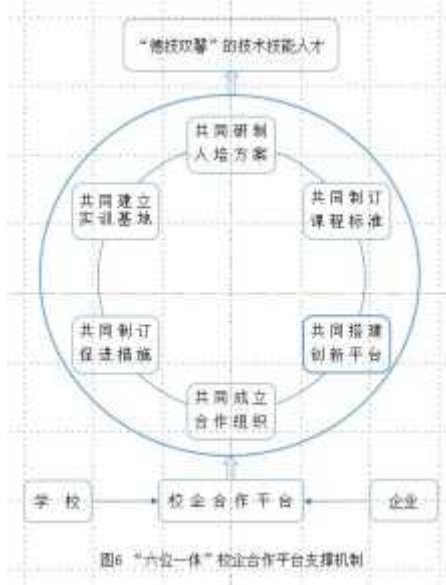 “德技双馨”的技术技能人才
共同研制
人培方案
共同建立
实训基地
共同制订
课程标准
共同制订
促进措施
共同搭建
创新平台
共同成立
合作组织
学 校
校 企 合 作 平 台
企业
图6 “六位一体”校企合作平台支撑机制